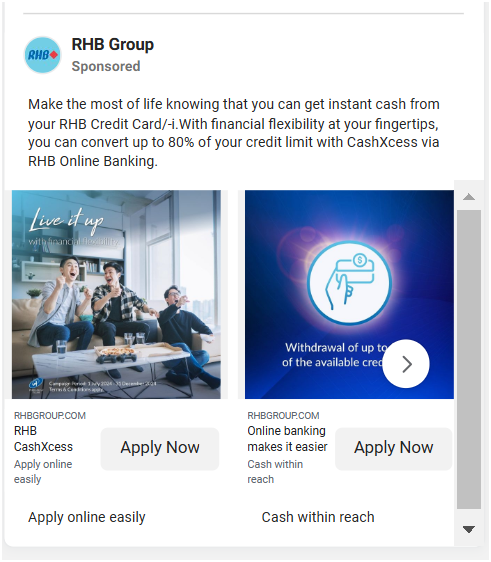 RHB
RHB Group
Sponsored
Make the most of life knowing that you can get instant cash from
your RHB Credit Card/-i.With financial flexibility at your fingertips,
you can convert up to 80% of your credit limit with CashXcess via
RHB Online Banking.
Live it up
with financial flexibility
Campaign Period: 1 July 2024 - 31 December 2024
Terms & Conditions apply.
$
Withdrawal of up to
of the available cred
RHBGROUP.COM
RHB
CashXcess
Apply online
easily
Apply Now
RHBGROUP.COM
Online banking
makes it easier
Cash within
reach
Apply Now
Apply online easily
Cash within reach